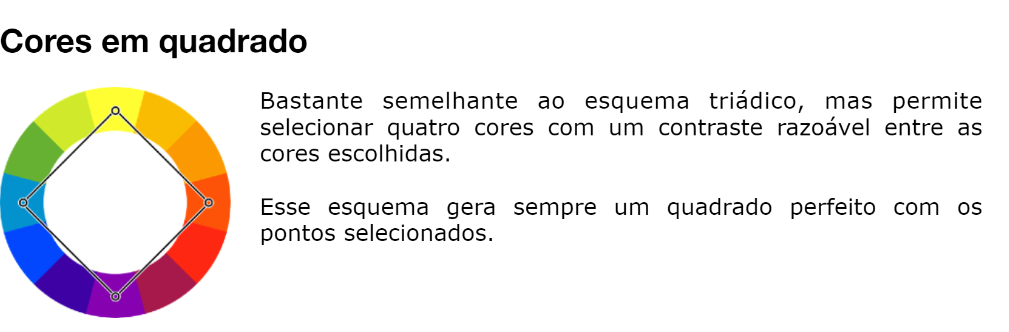 Cores em quadrado
Bastante semelhante ao esquema triádico, mas permite
selecionar quatro cores com um contraste razoável entre as
cores escolhidas.
Esse esquema gera sempre um quadrado perfeito com os
pontos selecionados.